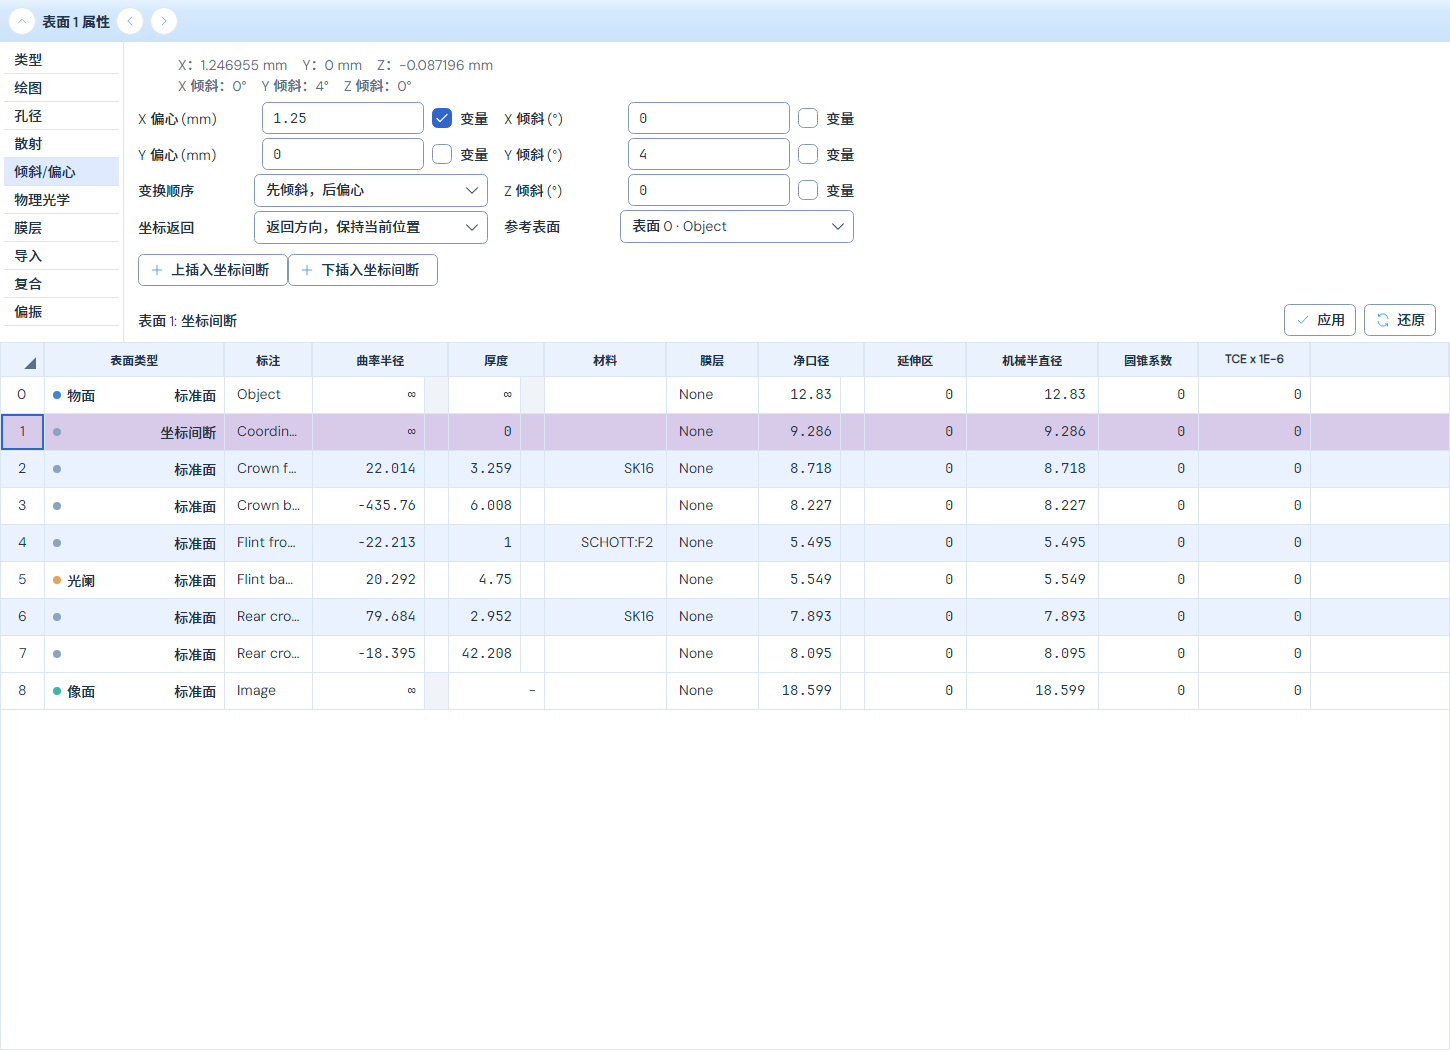 表面 1 属性
类型
绘图
孔径
散射
倾斜/偏心
物理光学
膜层
导入
复合
偏振
X： 1.246955 mm Y： 0 mm Z： -0.087196 mm
X 倾斜： 0° Y 倾斜： 4° Z 倾斜： 0°
X 偏心 (mm) 1.25 变量 X 倾斜 (°) 0 变量
Y 偏心 (mm) 0 变量 Y 倾斜 (°) 4 变量
变换顺序 先倾斜，后偏心 Z 倾斜 (°) 0 变量
坐标返回 返回方向，保持当前位置 参考表面 表面 0 · Object
上插入坐标间断 下插入坐标间断
表面 1: 坐标间断 应用 还原
表面类型 标注 曲率半径 厚度 材料 膜层 净口径 延伸区 机械半直径 圆锥系数 TCE x 1E-6
0 物面 标准面 Object ∞ ∞ None 12.83 0 12.83 0 0
1 坐标间断 Coordin... ∞ 0 None 9.286 0 9.286 0 0
2 标准面 Crown f... 22.014 3.259 SK16 None 8.718 0 8.718 0 0
3 标准面 Crown b... -435.76 6.008 None 8.227 0 8.227 0 0
4 标准面 Flint fro... -22.213 1 SCHOTT:F2 None 5.495 0 5.495 0 0
5 光阑 标准面 Flint ba... 20.292 4.75 None 5.549 0 5.549 0 0
6 标准面 Rear cro... 79.684 2.952 SK16 None 7.893 0 7.893 0 0
7 标准面 Rear cro... -18.395 42.208 None 8.095 0 8.095 0 0
8 像面 标准面 Image ∞ - None 18.599 0 18.599 0 0